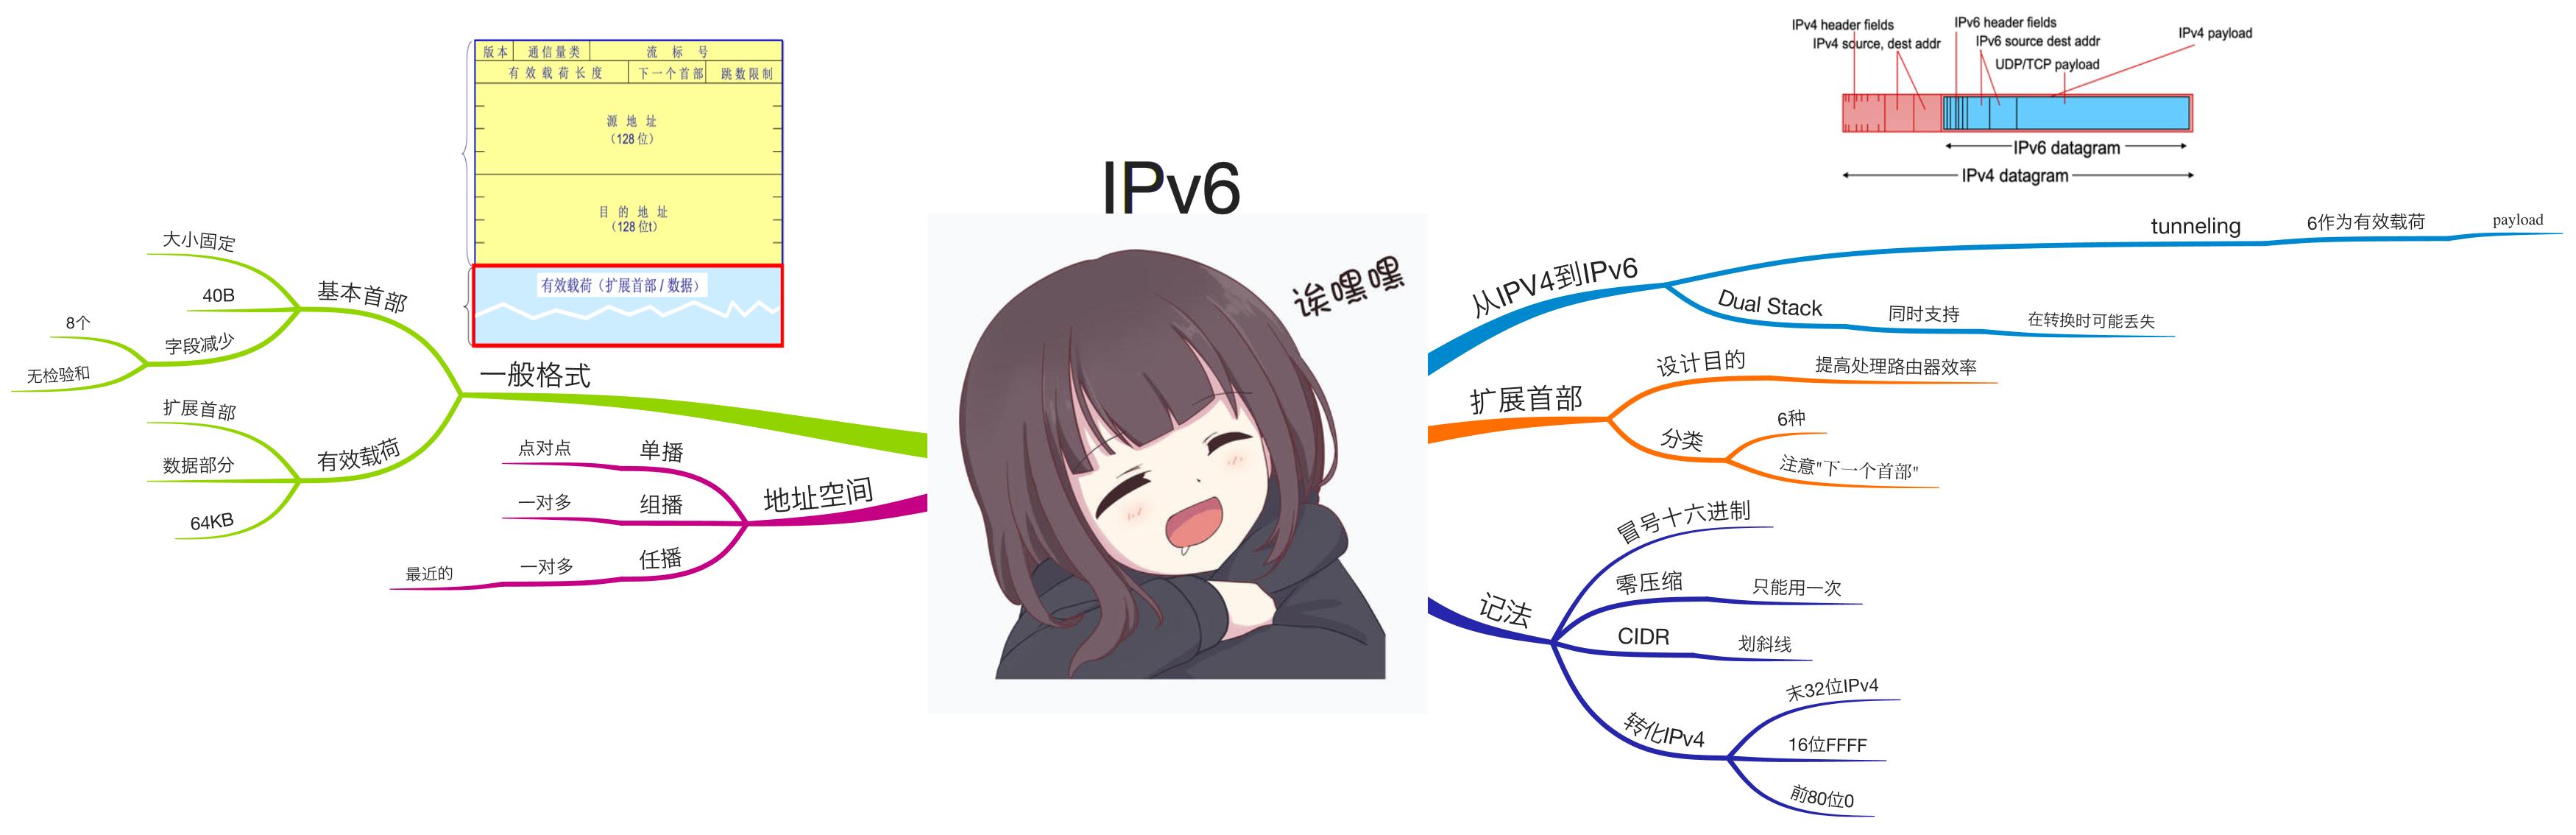 IPv6
诶嘿嘿
版本 通信量类 流 标 号
有 效 载 荷 长 度 下一个首部 跳数限制
源 地 址
（128 位）
目 的 地 址
（128 位t）
有效载荷（扩展首部 / 数据）
一般格式
基本首部
大小固定
40B
字段减少
8个
无检验和
有效载荷
扩展首部
数据部分
64KB
地址空间
单播
点对点
组播
一对多
任播
一对多
最近的
IPv4 header fields
IPv4 source, dest addr
IPv6 header fields
IPv6 source dest addr
UDP/TCP payload
IPv4 payload
IPv6 datagram
IPv4 datagram
从IPV4到IPv6
tunneling
6作为有效载荷
payload
Dual Stack
同时支持
在转换时可能丢失
扩展首部
设计目的
提高处理路由器效率
分类
6种
注意"下一个首部"
记法
冒号十六进制
零压缩
只能用一次
CIDR
划斜线
转化IPv4
末32位IPv4
16位FFFF
前80位0